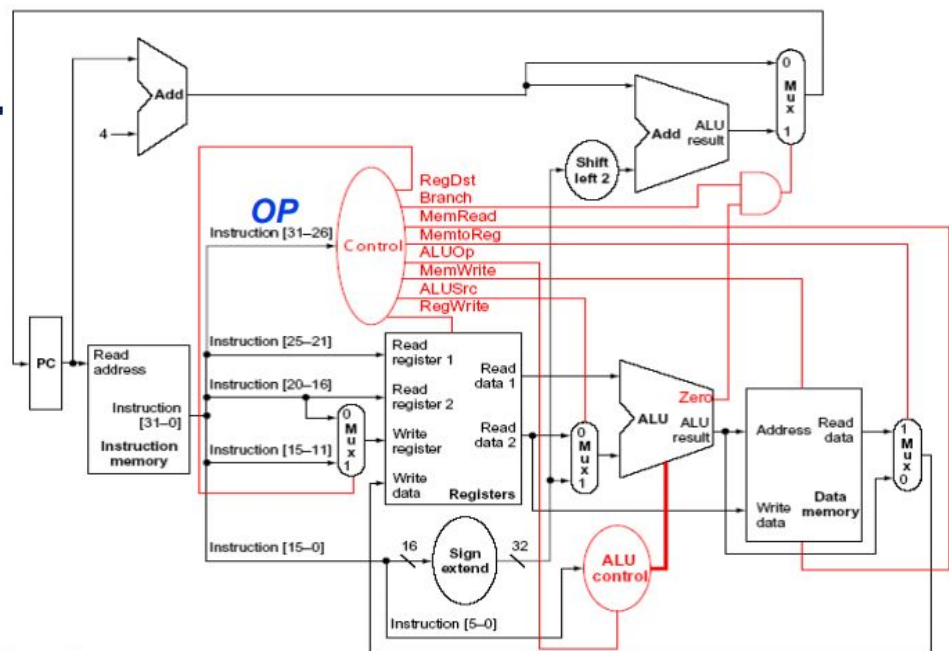 Add
4
0
Mux
1
Add
ALU
result
Shift
left 2
RegDst
Branch
MemRead
MemtoReg
ALUOp
MemWrite
ALUSrc
RegWrite
OP
Instruction [31–26]
Control
PC
Read
address
Instruction
[31–0]
Instruction
memory
Instruction [25–21]
Instruction [20–16]
Instruction [15–11]
0
Mux
1
Read
register 1
Read
register 2
Write
register
Write
data
Read
data 1
Read
data 2
Registers
0
Mux
1
Zero
ALU
ALU
result
Address
Read
data
Write
data
Data
memory
1
Mux
0
Instruction [15–0]
16
Sign
extend
32
ALU
control
Instruction [5–0]